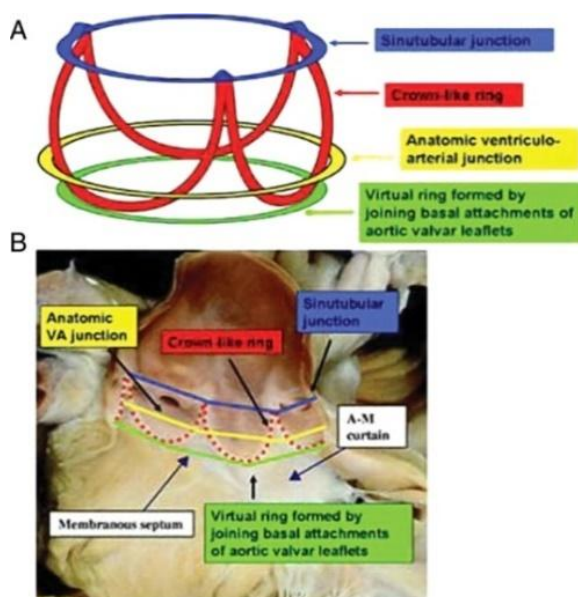 A
Sinutubular junction
Crown-like ring
Anatomic ventriculo-
arterial junction
Virtual ring formed by
joining basal attachments of
aortic valvar leaflets
B
Anatomic
VA junction
Crown-like ring
Sinutubular
junction
A-M
curtain
Membranous septum
Virtual ring formed by
joining basal attachments
of aortic valvar leaflets